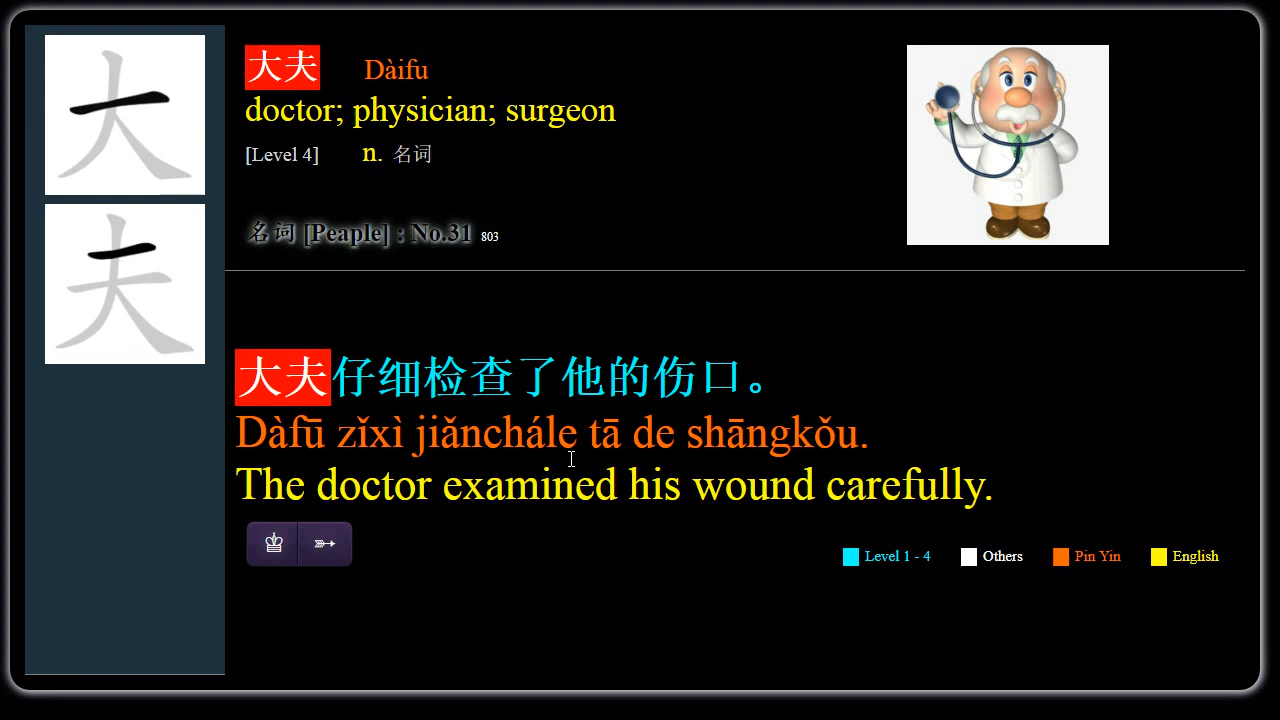 大夫 Dàifu
doctor; physician; surgeon
[Level 4] n. 名词
名词 [Peaple] : No.31 803
大夫仔细检查了他的伤口。
Dàfū zǐxì jiǎnchále tā de shāngkǒu.
The doctor examined his wound carefully.
Level 1 - 4 Others Pin Yin English
大
夫